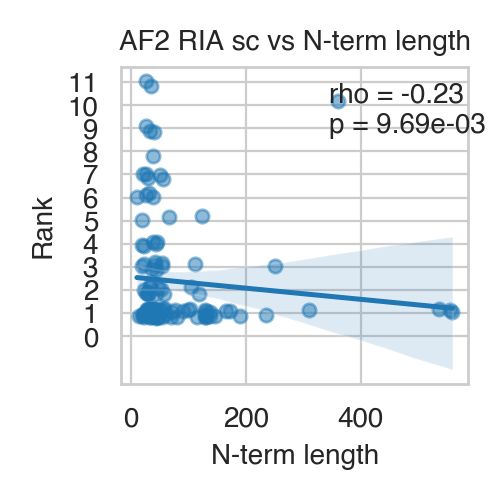 AF2 RIA sc vs N-term length
rho = -0.23
p = 9.69e-03
Rank
11
10
9
8
7
6
5
4
3
2
1
0
0 200 400
N-term length